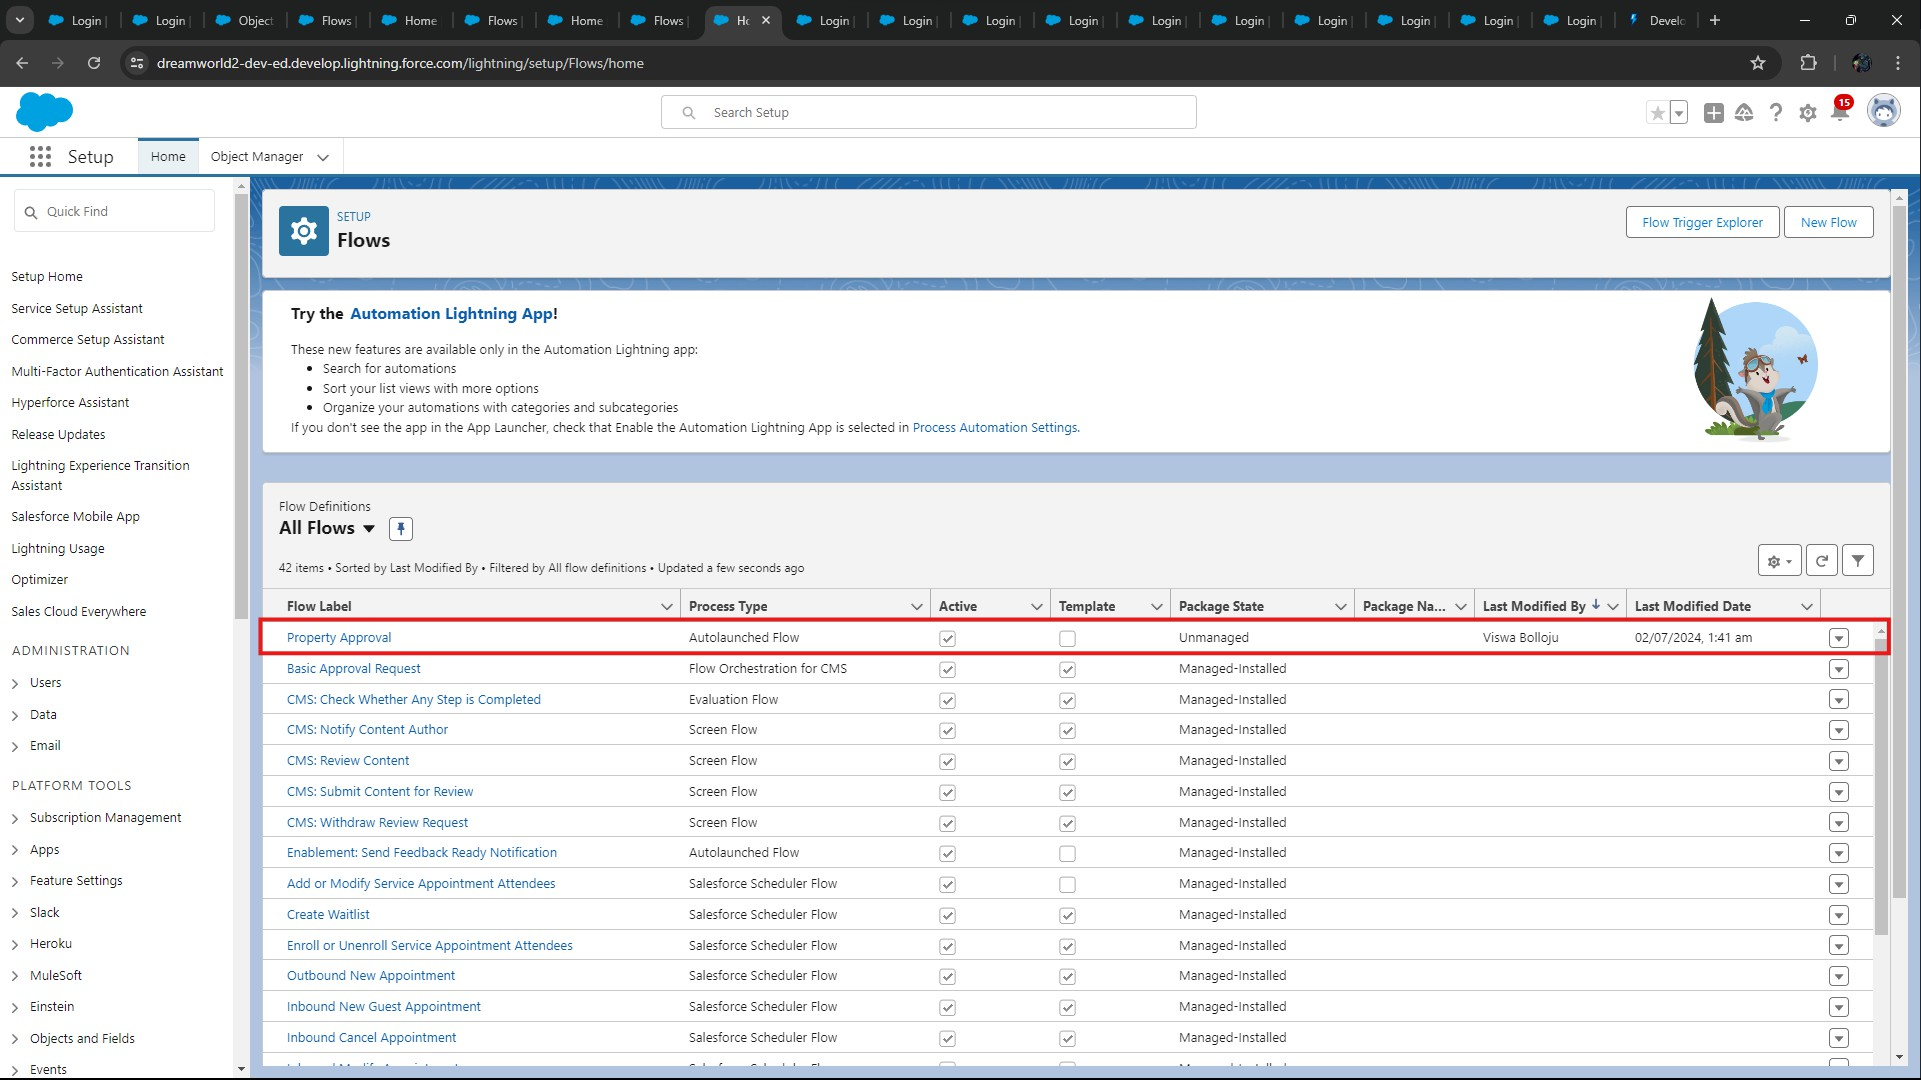 Login
Login
Object
Flows
Home
Flows
Home
Flows
Login
Login
Login
Login
Login
Login
Login
Login
Login
Login
dreamworld2-dev-ed.develop.lightning.force.com/lightning/setup/Flows/home
Search Setup
15
Setup
Home
Object Manager
Quick Find
Setup Home
Service Setup Assistant
Commerce Setup Assistant
Multi-Factor Authentication Assistant
Hyperforce Assistant
Release Updates
Lightning Experience Transition
Assistant
Salesforce Mobile App
Lightning Usage
Optimizer
Sales Cloud Everywhere
ADMINISTRATION
Users
Data
Email
PLATFORM TOOLS
Subscription Management
Apps
Feature Settings
Slack
Heroku
MuleSoft
Einstein
Objects and Fields
Events
SETUP
Flows
Flow Trigger Explorer
New Flow
Try the Automation Lightning App!
These new features are available only in the Automation Lightning app:
• Search for automations
• Sort your list views with more options
• Organize your automations with categories and subcategories
If you don't see the app in the App Launcher, check that Enable the Automation Lightning App is selected in Process Automation Settings.
Flow Definitions
All Flows
42 items • Sorted by Last Modified By • Filtered by All flow definitions • Updated a few seconds ago
Flow Label Process Type Active Template Package State Package Na... Last Modified By Last Modified Date
Property Approval Autolaunched Flow Unmanaged Viswa Bolloju 02/07/2024, 1:41 am
Basic Approval Request Flow Orchestration for CMS Managed-Installed
CMS: Check Whether Any Step is Completed Evaluation Flow Managed-Installed
CMS: Notify Content Author Screen Flow Managed-Installed
CMS: Review Content Screen Flow Managed-Installed
CMS: Submit Content for Review Screen Flow Managed-Installed
CMS: Withdraw Review Request Screen Flow Managed-Installed
Enablement: Send Feedback Ready Notification Autolaunched Flow Managed-Installed
Add or Modify Service Appointment Attendees Salesforce Scheduler Flow Managed-Installed
Create Waitlist Salesforce Scheduler Flow Managed-Installed
Enroll or Unenroll Service Appointment Attendees Salesforce Scheduler Flow Managed-Installed
Outbound New Appointment Salesforce Scheduler Flow Managed-Installed
Inbound New Guest Appointment Salesforce Scheduler Flow Managed-Installed
Inbound Cancel Appointment Salesforce Scheduler Flow Managed-Installed